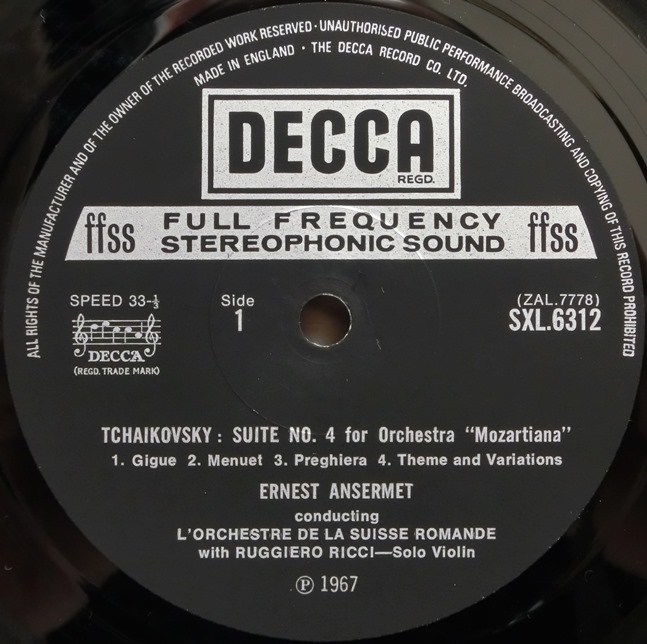 ALL RIGHTS OF THE MANUFACTURER AND OF THE OWNER OF THE RECORDED WORK RESERVED · UNAUTHORISED PUBLIC PERFORMANCE BROADCASTING AND COPYING OF THIS RECORD PROHIBITED
MADE IN ENGLAND · THE DECCA RECORD CO. LTD.
DECCA
REGD.
ffss FULL FREQUENCY STEREOPHONIC SOUND ffss
SPEED 33-⅓
Side
1
(ZAL.7778)
SXL.6312
DECCA
(REGD. TRADE MARK)
TCHAIKOVSKY : SUITE NO. 4 for Orchestra "Mozartiana"
1. Gigue 2. Menuet 3. Preghiera 4. Theme and Variations
ERNEST ANSERMET
conducting
L'ORCHESTRE DE LA SUISSE ROMANDE
with RUGGIERO RICCI—Solo Violin
Ⓟ 1967